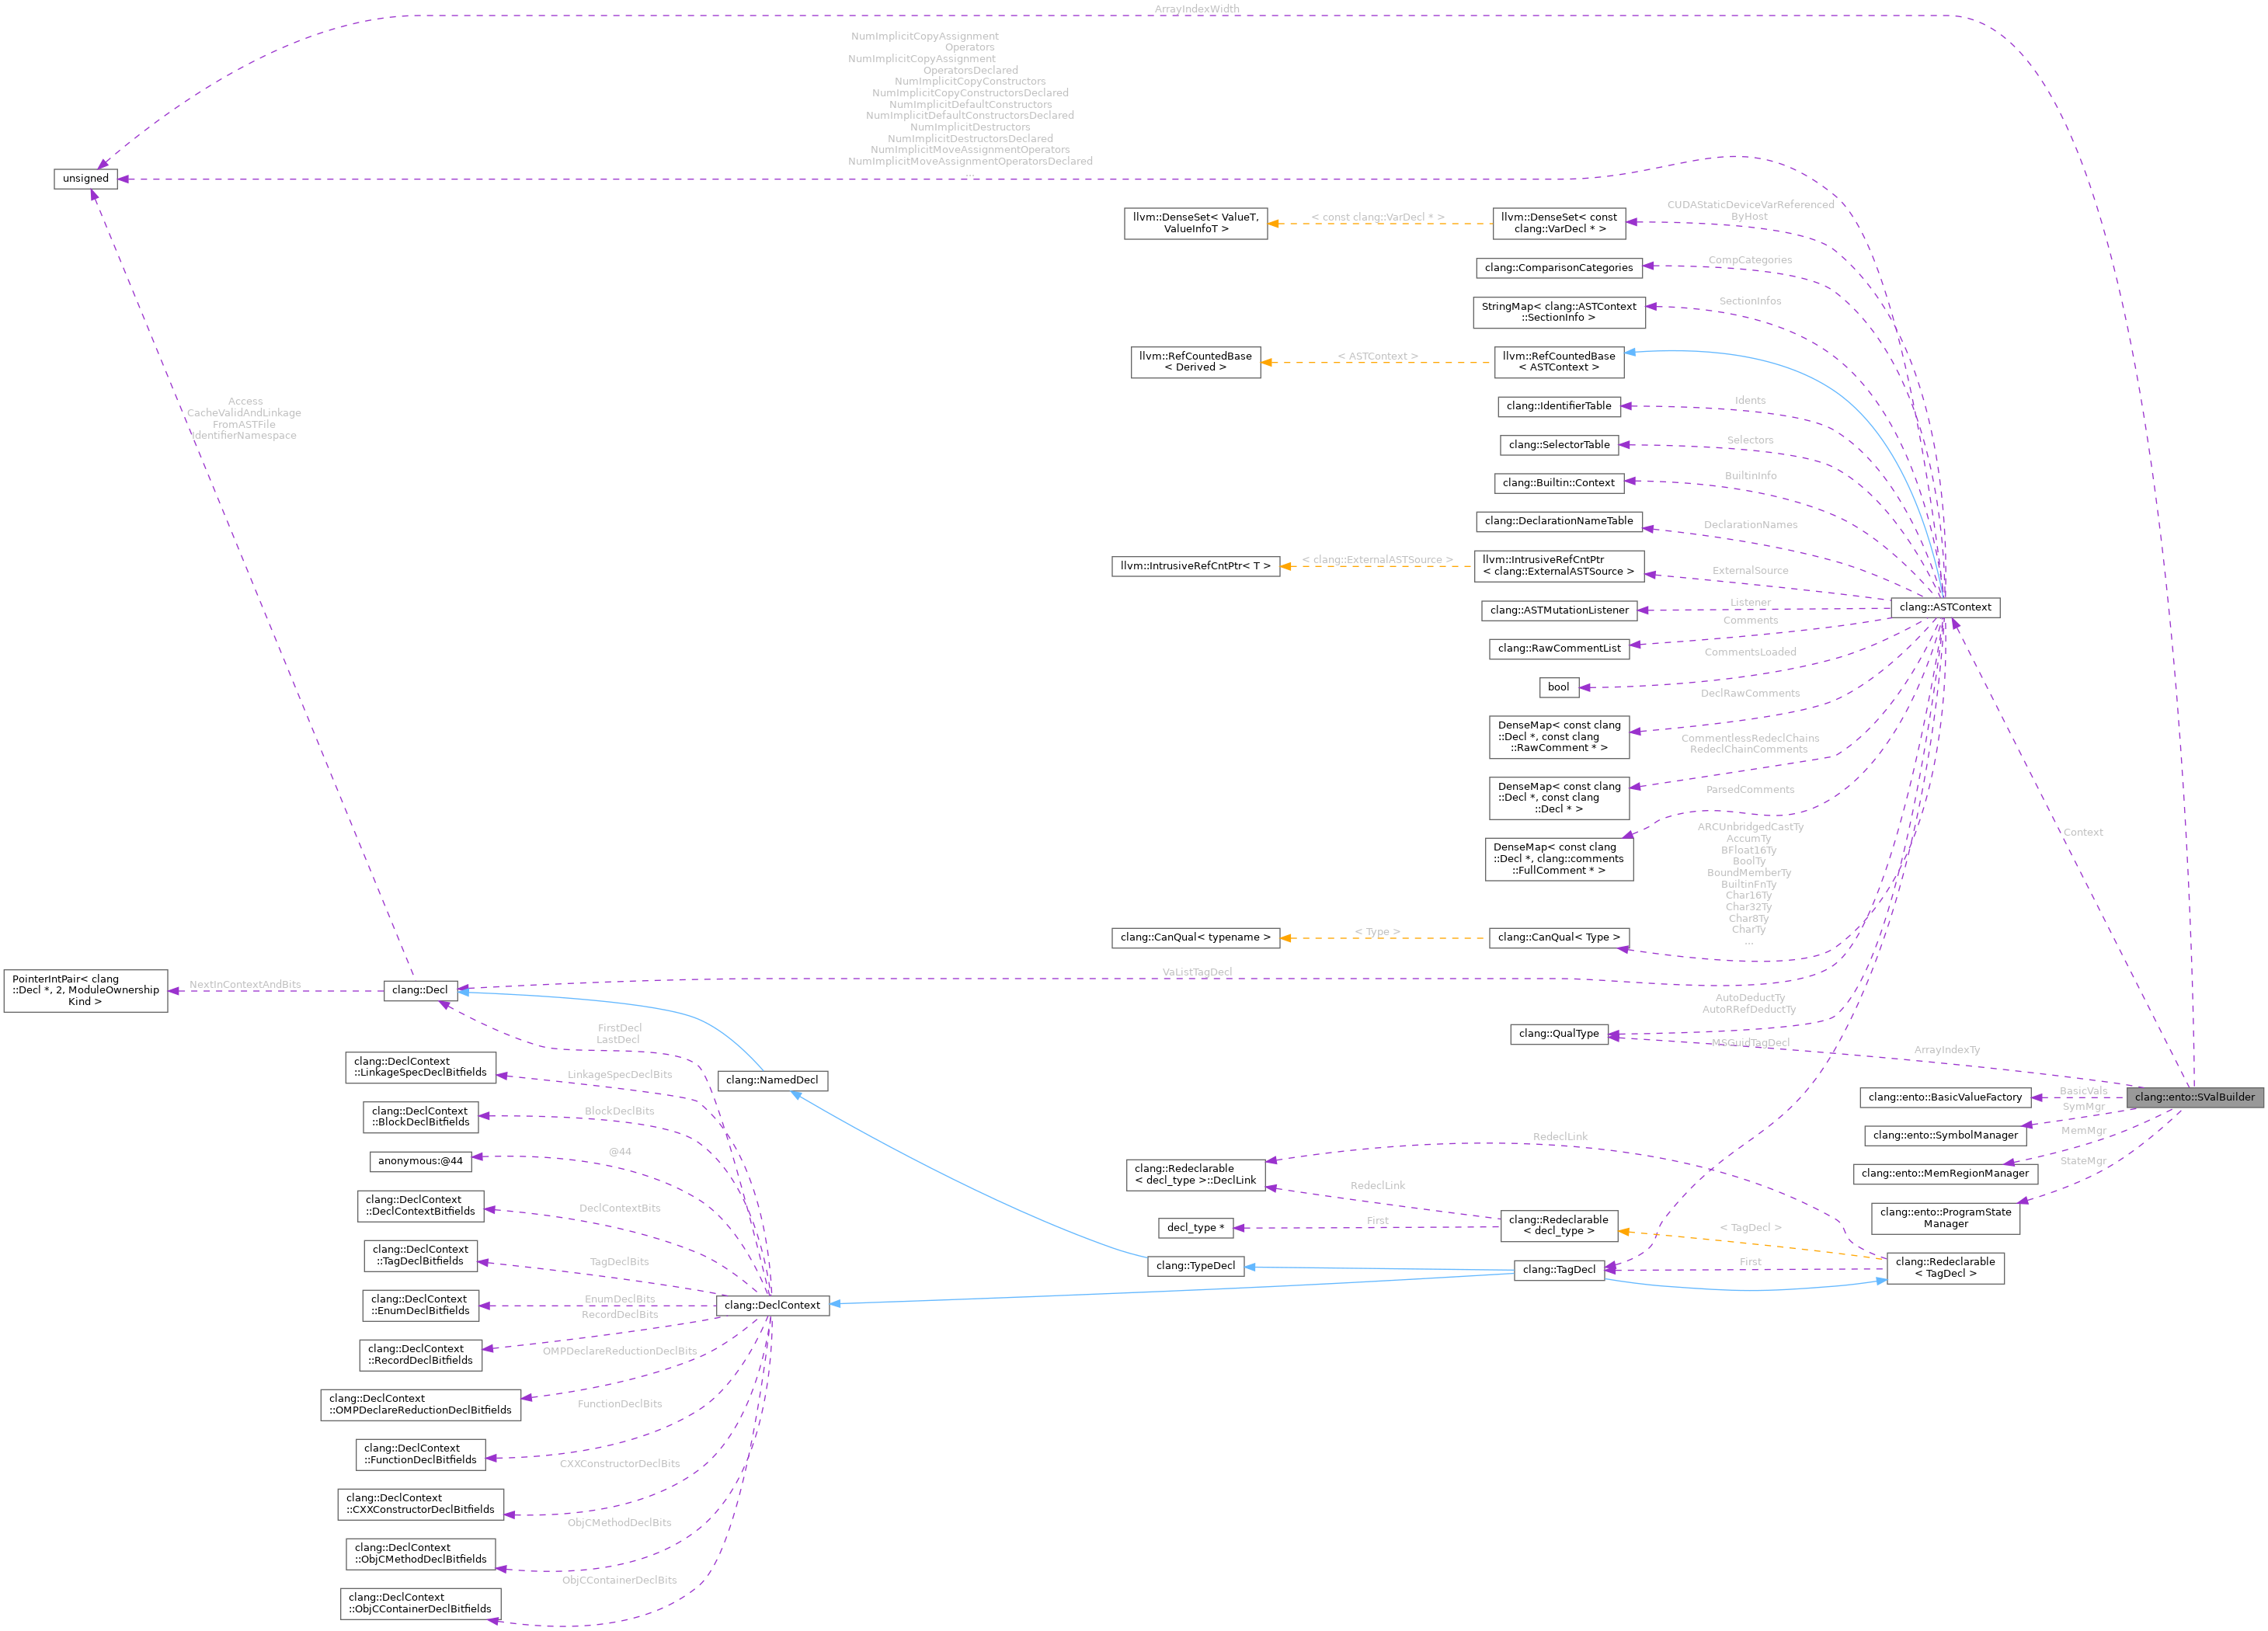 ArrayIndexWidth
NumImplicitCopyAssignment
Operators
NumImplicitCopyAssignment
OperatorsDeclared
NumImplicitCopyConstructors
NumImplicitCopyConstructorsDeclared
NumImplicitDefaultConstructors
NumImplicitDefaultConstructorsDeclared
NumImplicitDestructors
NumImplicitDestructorsDeclared
NumImplicitMoveAssignmentOperators
NumImplicitMoveAssignmentOperatorsDeclared
...
unsigned
llvm::DenseSet< ValueT,
ValueInfoT >
< const clang::VarDecl * >
llvm::DenseSet< const
clang::VarDecl * >
CUDAStaticDeviceVarReferenced
ByHost
clang::ComparisonCategories
CompCategories
StringMap< clang::ASTContext
::SectionInfo >
SectionInfos
llvm::RefCountedBase
< Derived >
< ASTContext >
llvm::RefCountedBase
< ASTContext >
clang::IdentifierTable
Idents
Access
CacheValidAndLinkage
FromASTFile
IdentifierNamespace
clang::SelectorTable
Selectors
clang::Builtin::Context
BuiltinInfo
clang::DeclarationNameTable
DeclarationNames
llvm::IntrusiveRefCntPtr< T >
< clang::ExternalASTSource >
llvm::IntrusiveRefCntPtr
< clang::ExternalASTSource >
ExternalSource
clang::ASTMutationListener
Listener
clang::ASTContext
clang::RawCommentList
Comments
bool
CommentsLoaded
DenseMap< const clang
::Decl *, const clang
::RawComment * >
DeclRawComments
DenseMap< const clang
::Decl *, const clang
::Decl * >
CommentlessRedeclChains
RedeclChainComments
DenseMap< const clang
::Decl *, clang::comments
::FullComment * >
ParsedComments
Context
ARCUnbridgedCastTy
AccumTy
BFloat16Ty
BoolTy
BoundMemberTy
BuiltinFnTy
Char16Ty
Char32Ty
Char8Ty
CharTy
...
clang::CanQual< typename >
< Type >
clang::CanQual< Type >
PointerIntPair< clang
::Decl *, 2, ModuleOwnership
Kind >
NextInContextAndBits
clang::Decl
VaListTagDecl
AutoDeductTy
AutoRRefDeductTy
clang::QualType
MSGuidTagDecl
ArrayIndexTy
FirstDecl
LastDecl
clang::NamedDecl
clang::DeclContext
::LinkageSpecDeclBitfields
LinkageSpecDeclBits
clang::DeclContext
::BlockDeclBitfields
BlockDeclBits
anonymous:@44
@44
clang::DeclContext
::DeclContextBitfields
DeclContextBits
clang::DeclContext
::TagDeclBitfields
TagDeclBits
clang::DeclContext
::EnumDeclBitfields
EnumDeclBits
clang::DeclContext
clang::DeclContext
::RecordDeclBitfields
RecordDeclBits
clang::DeclContext
::OMPDeclareReductionDeclBitfields
OMPDeclareReductionBits
clang::DeclContext
::FunctionDeclBitfields
FunctionDeclBits
clang::DeclContext
::CXXConstructorDeclBitfields
CXXConstructorDeclBits
clang::DeclContext
::ObjCMethodDeclBitfields
ObjCMethodDeclBits
clang::DeclContext
::ObjCContainerDeclBitfields
ObjCContainerDeclBits
clang::ento::SValBuilder
clang::ento::BasicValueFactory
BasicVals
clang::ento::SymbolManager
SymMgr
clang::ento::MemRegionManager
MemMgr
clang::ento::ProgramState
Manager
StateMgr
clang::Redeclarable
< decl_type >::DeclLink
RedeclLink
RedeclLink
decl_type *
First
clang::Redeclarable
< decl_type >
< TagDecl >
clang::TypeDecl
clang::TagDecl
First
clang::Redeclarable
< TagDecl >